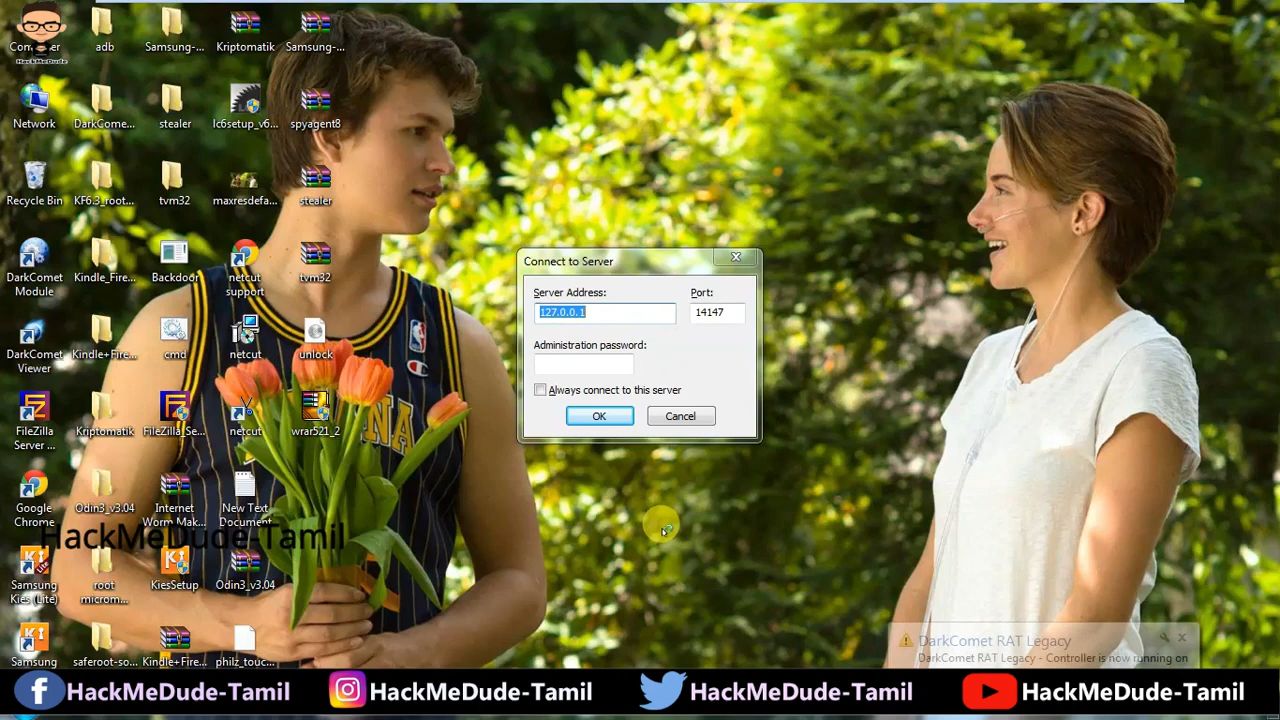 Com
er
HackMeDude
adb
Samsung-...
Kriptomatik
Samsung-...
Network
DarkCome...
stealer
lc6setup_v6...
spyagent8
Recycle Bin
KF6.3_root...
tvm32
maxresdefa...
stealer
DarkComet
Module
Kindle_Fire...
Backdoor
netcut
support
tvm32
DarkComet
Viewer
Kindle+Fire...
cmd
netcut
unlock
FileZilla
Server ...
Kriptomatik
FileZilla_Se...
netcut
wrar521_2
Google
Chrome
Odin3_v3.04
Internet
Worm Mak...
New Text
Document
HackMeDude-Tamil
Samsung
Kies (Lite)
root
microm...
KiesSetup
Odin3_v3.04
Samsung
saferoot-so...
Kindle+Fire...
philz_touc...
Connect to Server
Server Address:
Port:
127.0.0.1
14147
Administration password:
Always connect to this server
OK
Cancel
NBA
NA
DarkComet RAT Legacy
DarkComet RAT Legacy - Controller is now running on
HackMeDude-Tamil
HackMeDude-Tamil
HackMeDude-Tamil
HackMeDude-Tamil